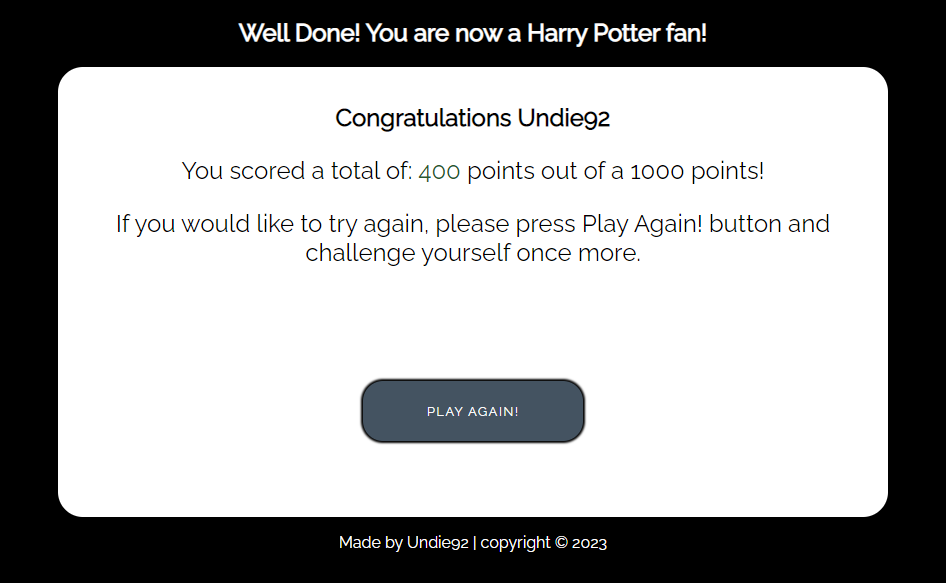 Well Done! You are now a Harry Potter fan!
Congratulations Undie92
You scored a total of: 400 points out of a 1000 points!
If you would like to try again, please press Play Again! button and
challenge yourself once more.
PLAY AGAIN!
Made by Undie92 | copyright © 2023